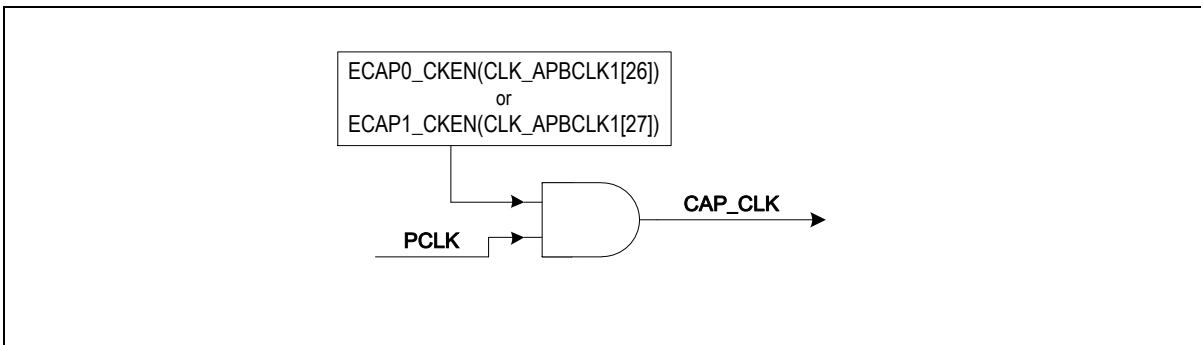 ECAP0_CKEN(CLK_APBCLK1[26])
or
ECAP1_CKEN(CLK_APBCLK1[27])
CAP_CLK
PCLK